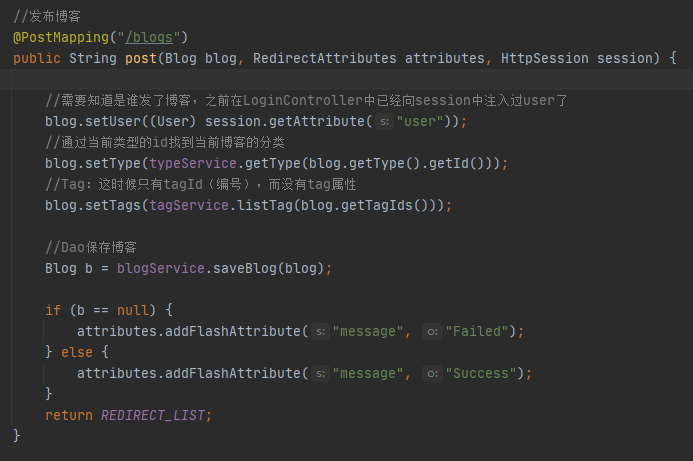 //发布博客
@PostMapping("/blogs")
public String post(Blog blog, RedirectAttributes attributes, HttpSession session) {
//需要知道是谁发了博客，之前在LoginController中已经向session中注入过user了
blog.setUser((User) session.getAttribute( s: "user"));
//通过当前类型的id找到当前博客的分类
blog.setType(typeService.getType(blog.getType().getId()));
//Tag：这时候只有tagId（编号），而没有tag属性
blog.setTags(tagService.listTag(blog.getTagIds()));
//Dao保存博客
Blog b = blogService.saveBlog(blog);
if (b == null) {
attributes.addFlashAttribute( s: "message", o: "Failed");
} else {
attributes.addFlashAttribute( s: "message", o: "Success");
}
return REDIRECT_LIST;
}